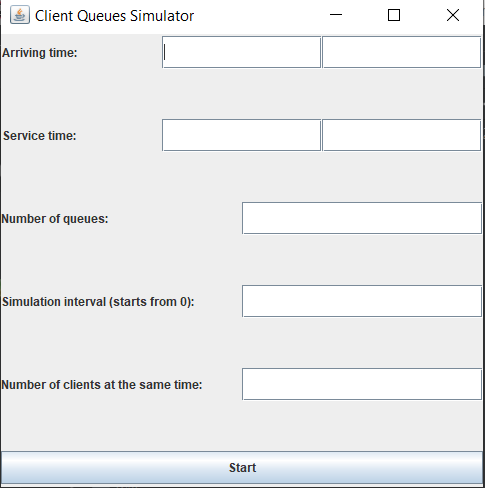 Client Queues Simulator
Arriving time:
Service time:
Number of queues:
Simulation interval (starts from 0):
Number of clients at the same time:
Start